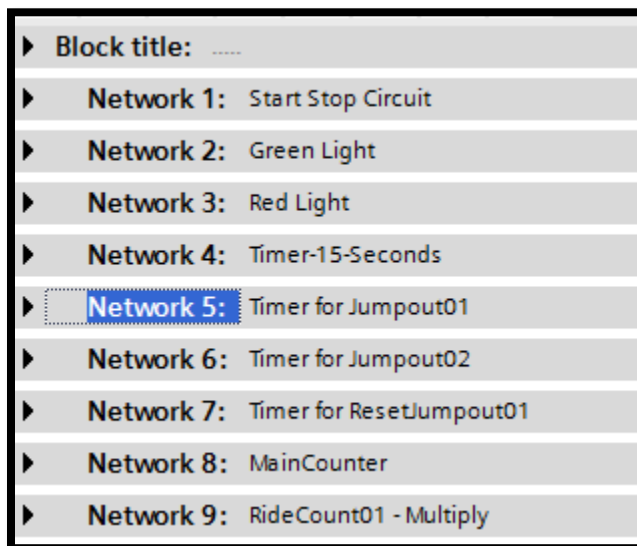 Block title: .....
Network 1: Start Stop Circuit
Network 2: Green Light
Network 3: Red Light
Network 4: Timer-15-Seconds
Network 5: Timer for Jumpout01
Network 6: Timer for Jumpout02
Network 7: Timer for ResetJumpout01
Network 8: MainCounter
Network 9: RideCount01 - Multiply